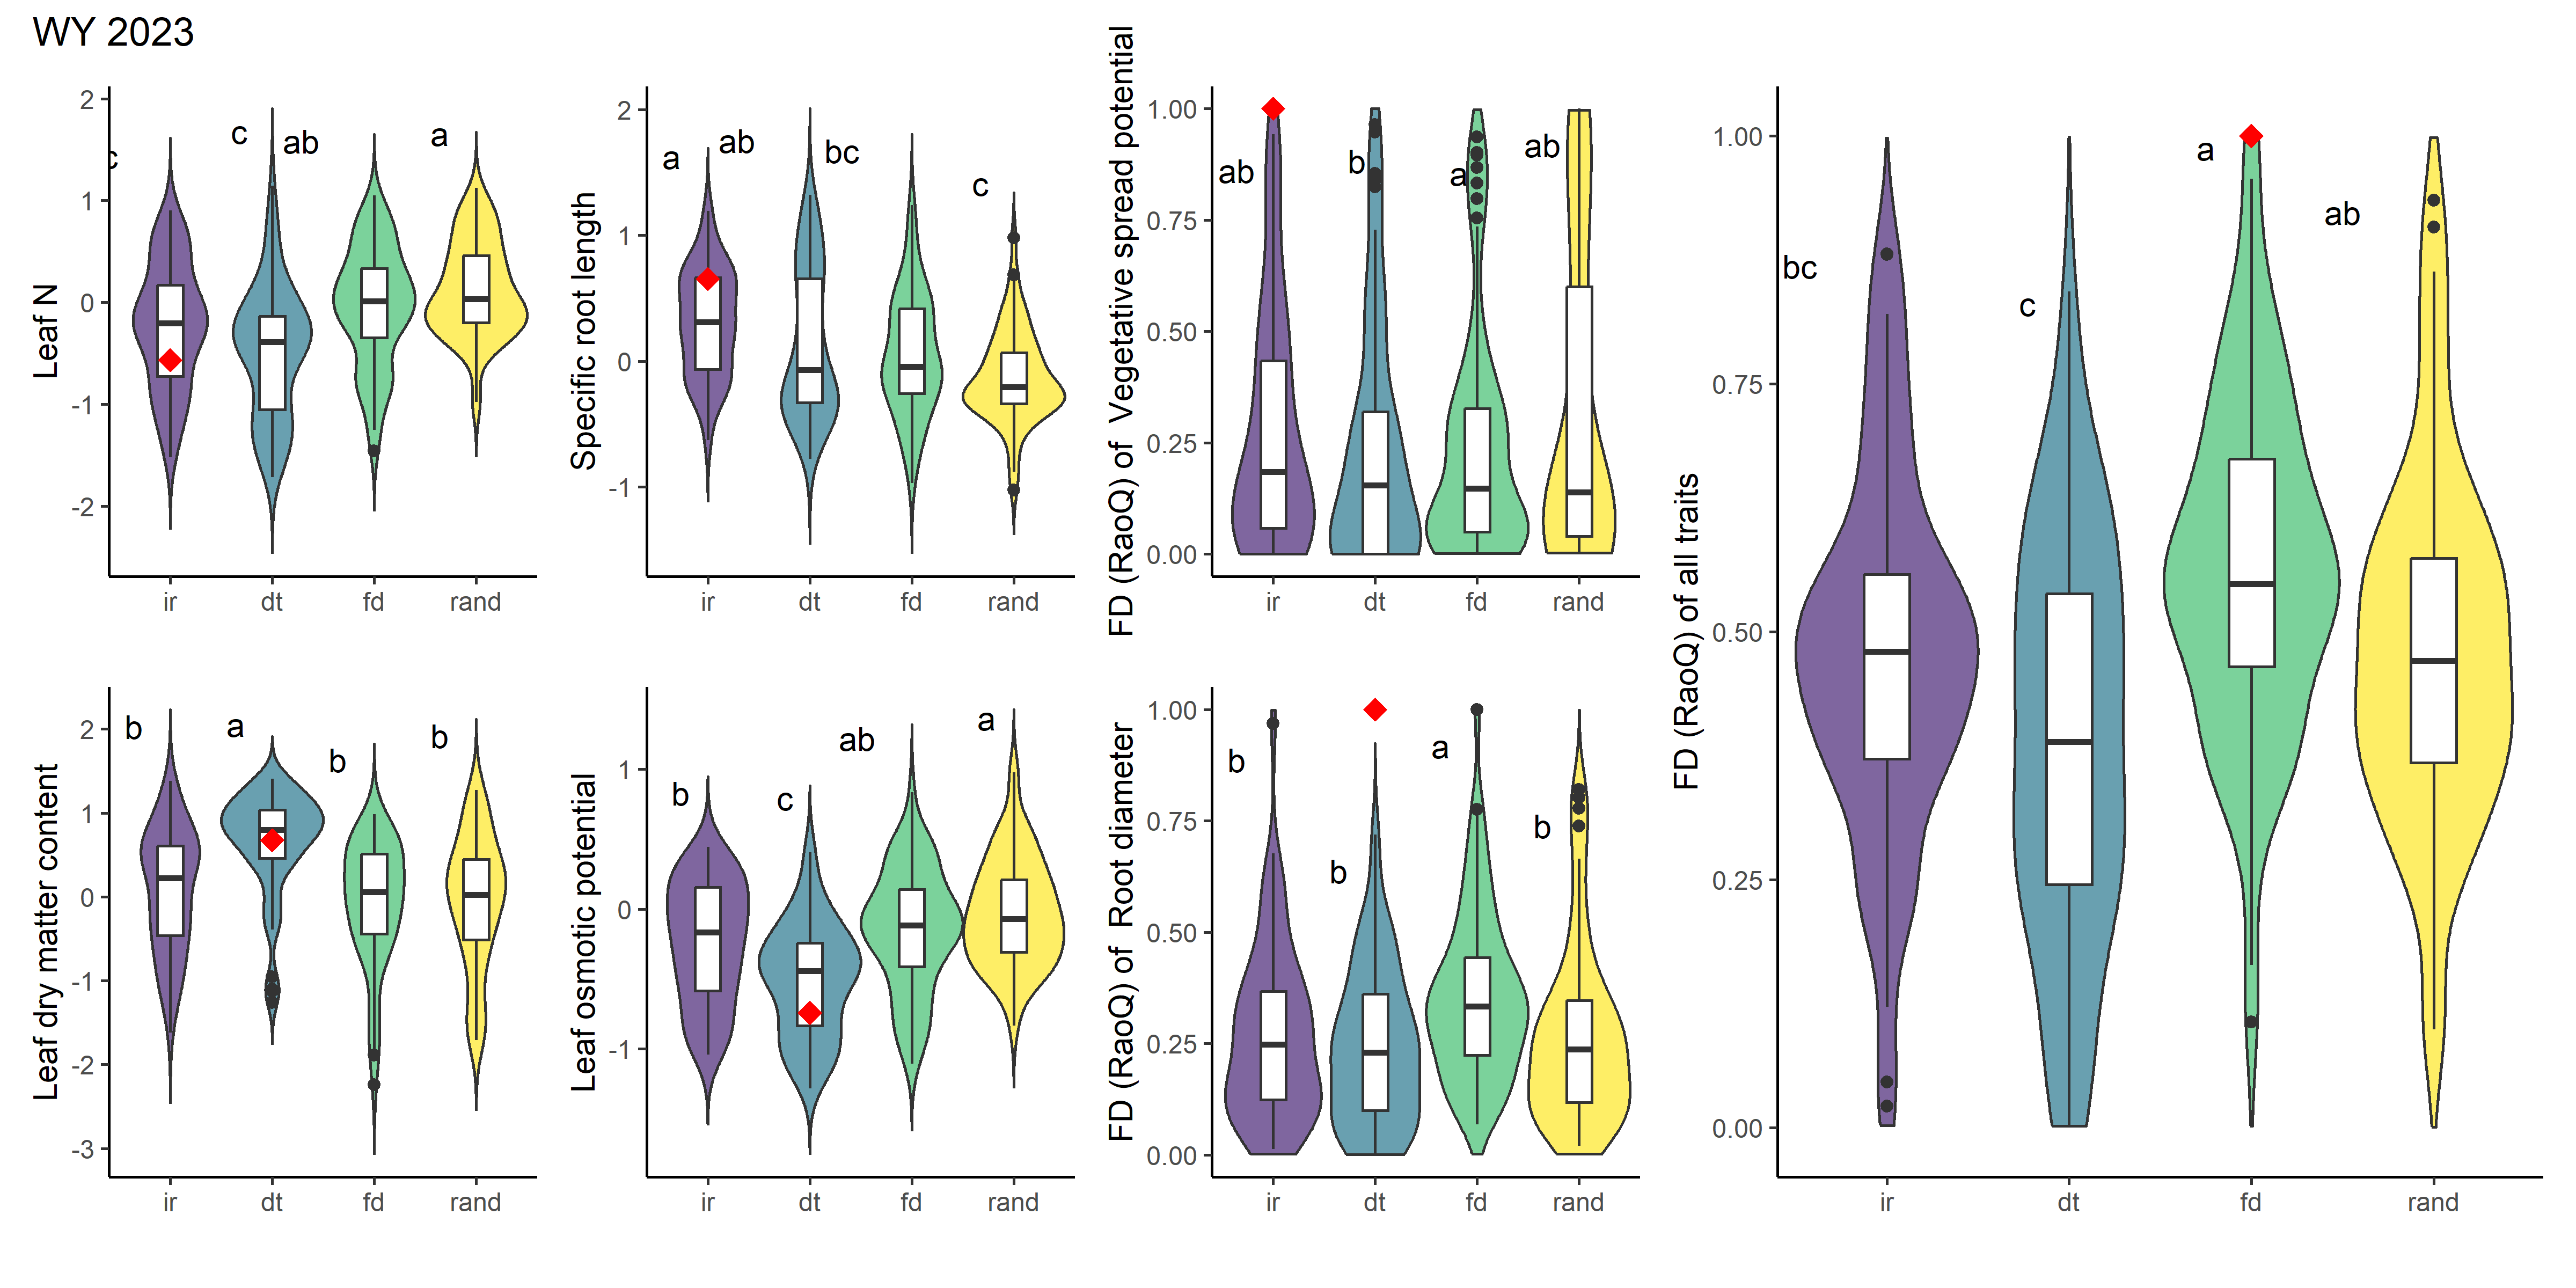 WY 2023
Leaf N
2
1
0
-1
-2
c
c
ab
a
ir dt fd rand
Specific root length
2
1
0
-1
a
ab
bc
c
ir dt fd rand
FD (RaoQ) of Vegetative spread potential
1.00
0.75
0.50
0.25
0.00
ab
b
a
ab
ir dt fd rand
Leaf dry matter content
2
1
0
-1
-2
-3
b
a
b
b
ir dt fd rand
Leaf osmotic potential
1
0
-1
b
c
ab
a
ir dt fd rand
FD (RaoQ) of Root diameter
1.00
0.75
0.50
0.25
0.00
b
b
a
b
ir dt fd rand
FD (RaoQ) of all traits
1.00
0.75
0.50
0.25
0.00
bc
c
a
ab
ir dt fd rand